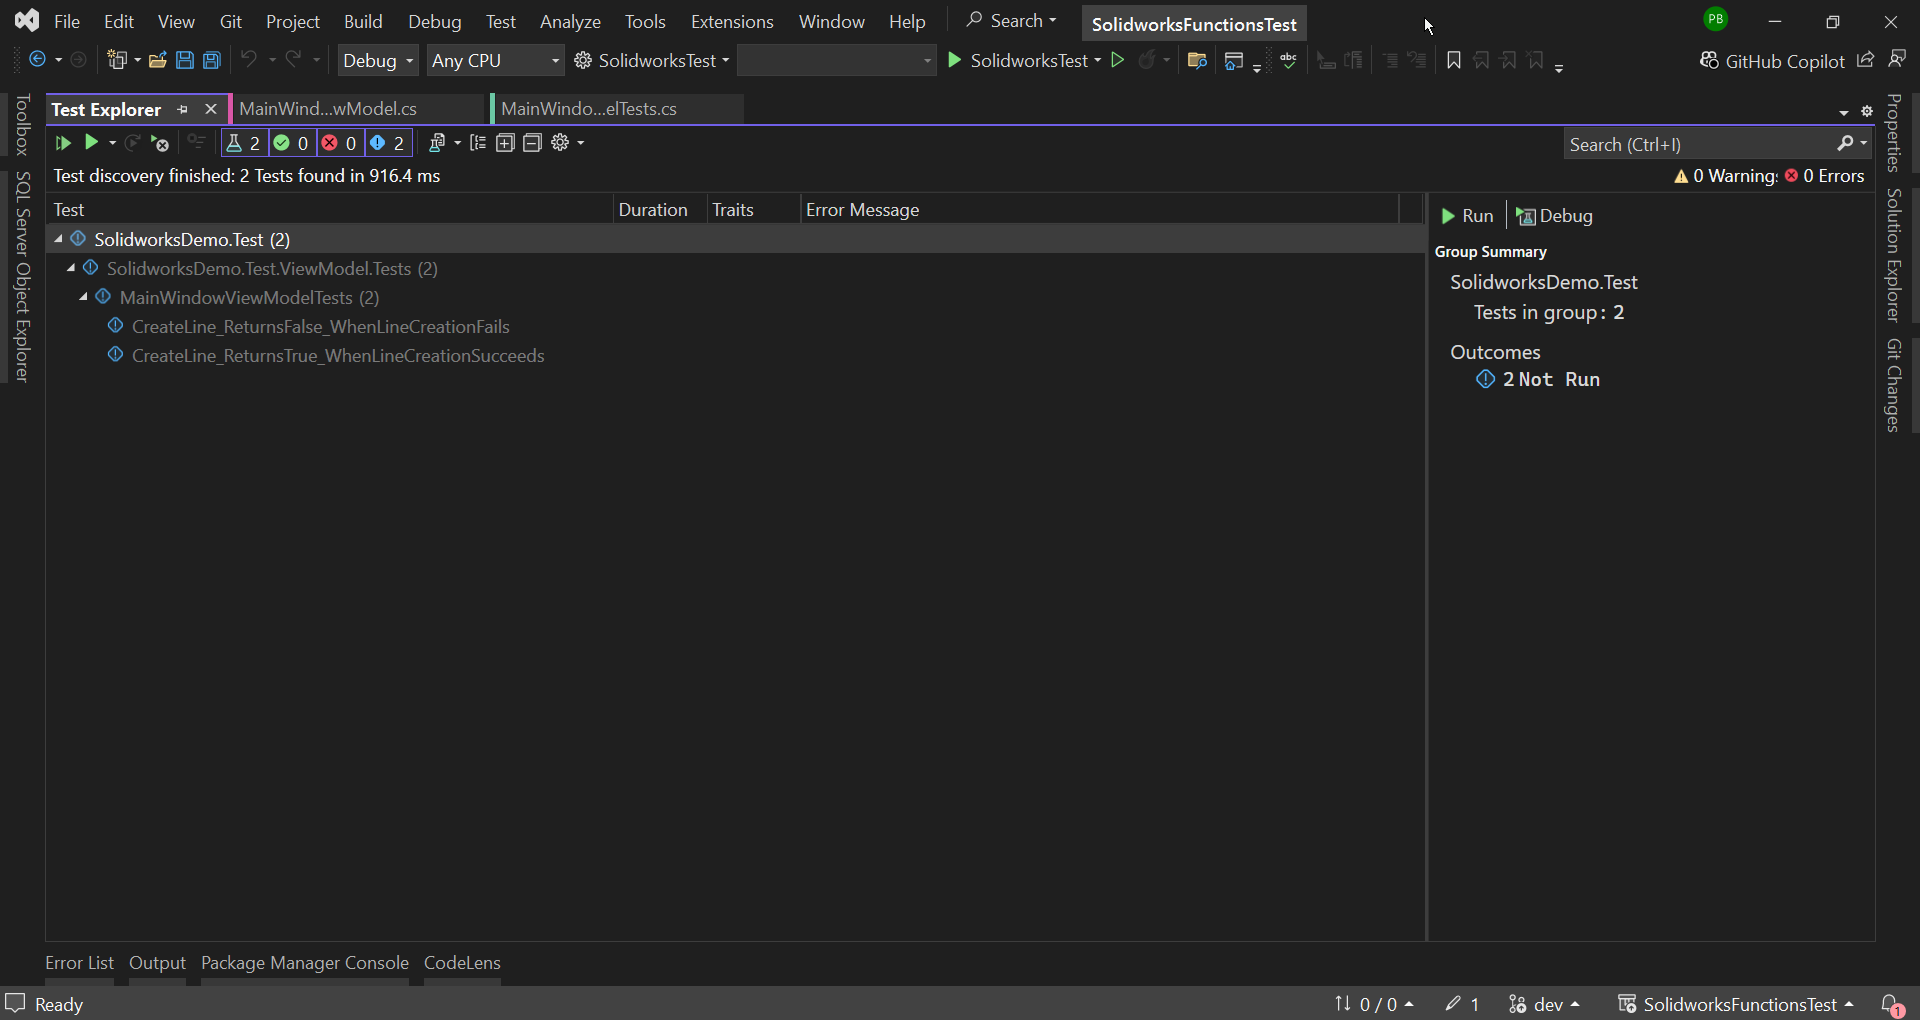 File Edit View Git Project Build Debug Test Analyze Tools Extensions Window Help Search SolidworksFunctionsTest PB
Debug Any CPU SolidworksTest SolidworksTest abc GitHub Copilot
Test Explorer MainWind...wModel.cs MainWindo...elTests.cs
2 0 0 2 Search (Ctrl+I)
Test discovery finished: 2 Tests found in 916.4 ms 0 Warning 0 Errors
Test Duration Traits Error Message
Run Debug
SolidworksDemo.Test (2)
SolidworksDemo.Test.ViewModel.Tests (2)
MainWindowViewModelTests (2)
CreateLine_ReturnsFalse_WhenLineCreationFails
CreateLine_ReturnsTrue_WhenLineCreationSucceeds
Group Summary
SolidworksDemo.Test
Tests in group: 2
Outcomes
2 Not Run
Toolbox
SQL Server Object Explorer
Properties
Solution Explorer
Git Changes
Error List Output Package Manager Console CodeLens
Ready 0 / 0 1 dev SolidworksFunctionsTest 1